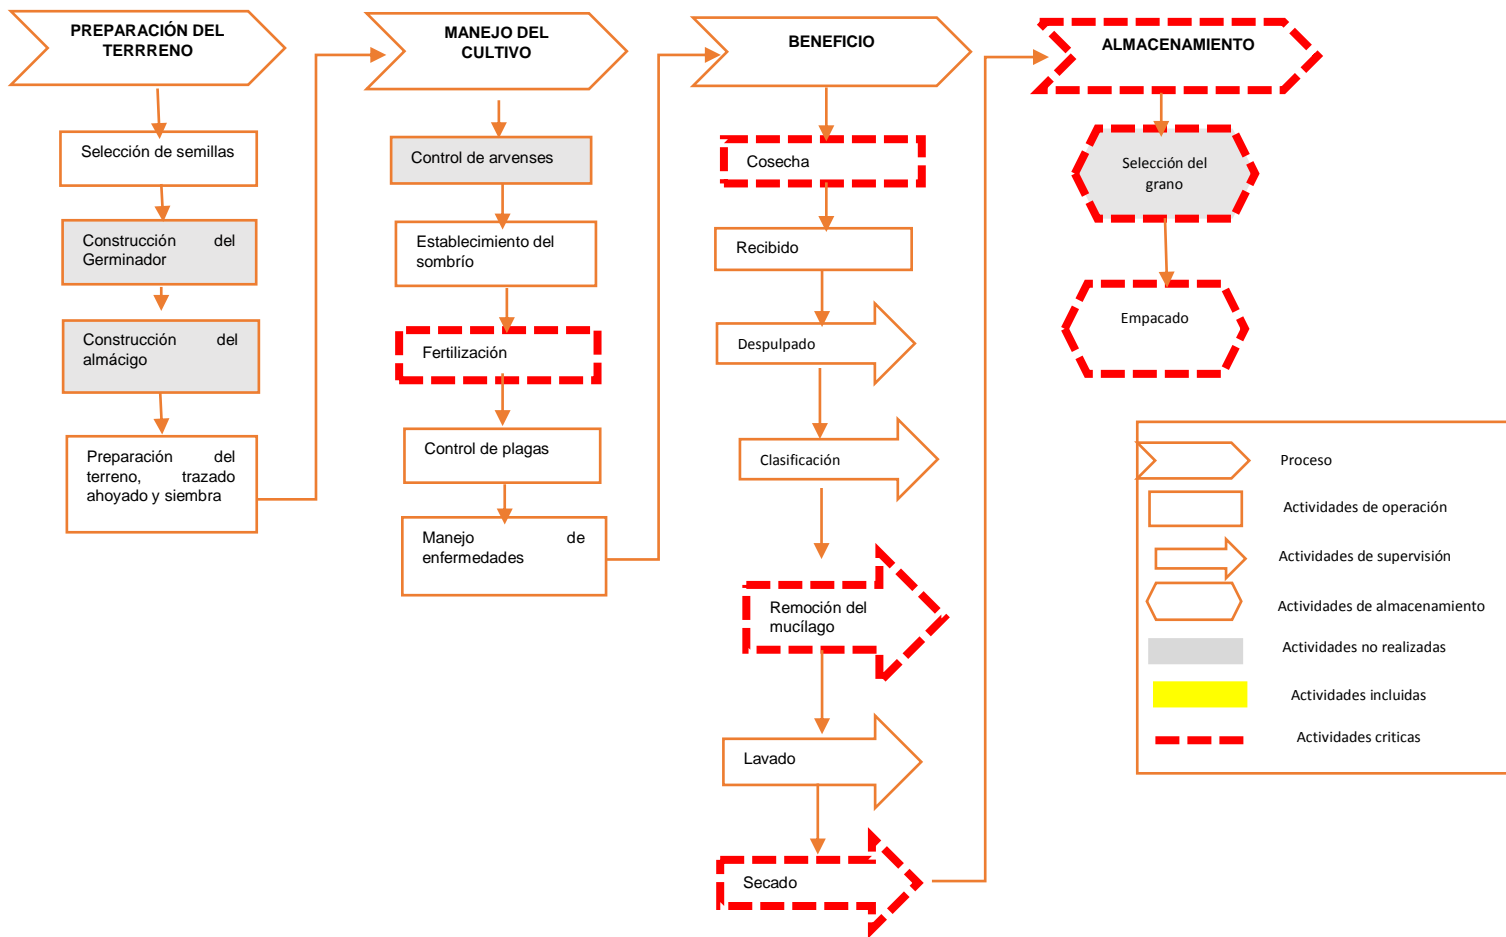 PREPARACIÓN DEL
TERRRENO
Selección de semillas
Construcción del
Germinador
Construcción del
almácigo
Preparación del
terreno, trazado
ahoyado y siembra
MANEJO DEL
CULTIVO
Control de arvenses
Establecimiento del
sombrío
Fertilización
Control de plagas
Manejo de
enfermedades
BENEFICIO
Cosecha
Recibido
Despulpado
Clasificación
Remoción del
mucílago
Lavado
Secado
ALMACENAMIENTO
Selección del
grano
Empacado
Proceso
Actividades de operación
Actividades de supervisión
Actividades de almacenamiento
Actividades no realizadas
Actividades incluidas
Actividades criticas